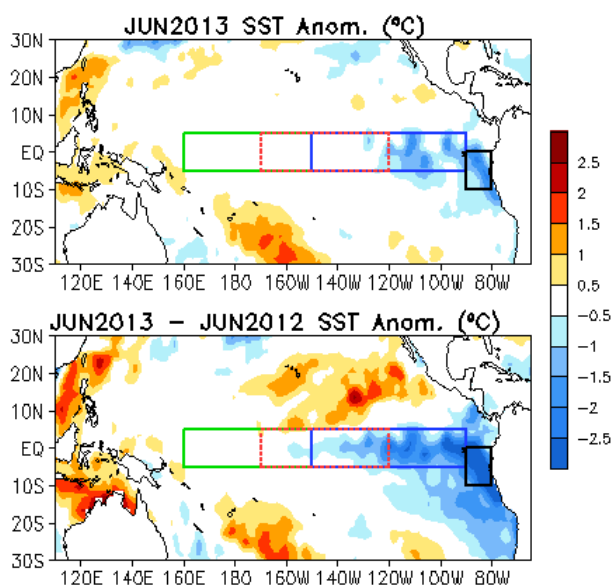 JUN2013 SST Anom. (ºC)
30N
20N
10N
EQ
10S
20S
30S
120E 140E 160E 180 160W 140W 120W 100W 80W
JUN2013 – JUN2012 SST Anom. (ºC)
30N
20N
10N
EQ
10S
20S
30S
120E 140E 160E 180 160W 140W 120W 100W 80W
2.5
2
1.5
1
0.5
−0.5
−1
−1.5
−2
−2.5